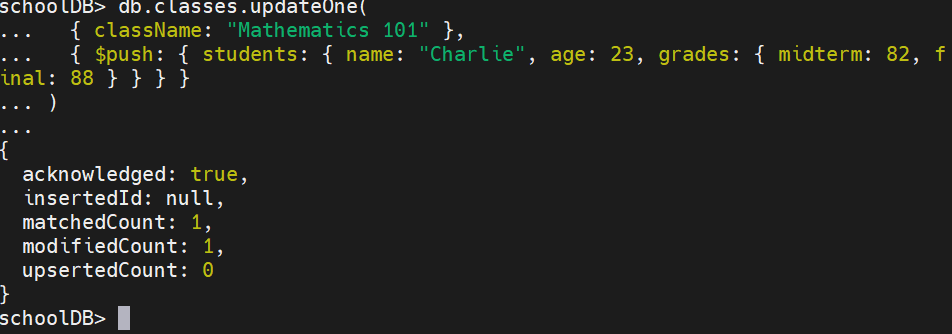 schoolDB> db.classes.updateOne(
...   { className: "Mathematics 101" },
...   { $push: { students: { name: "Charlie", age: 23, grades: { midterm: 82, f
inal: 88 } } } }
... )
...
{
  acknowledged: true,
  insertedId: null,
  matchedCount: 1,
  modifiedCount: 1,
  upsertedCount: 0
}
schoolDB>